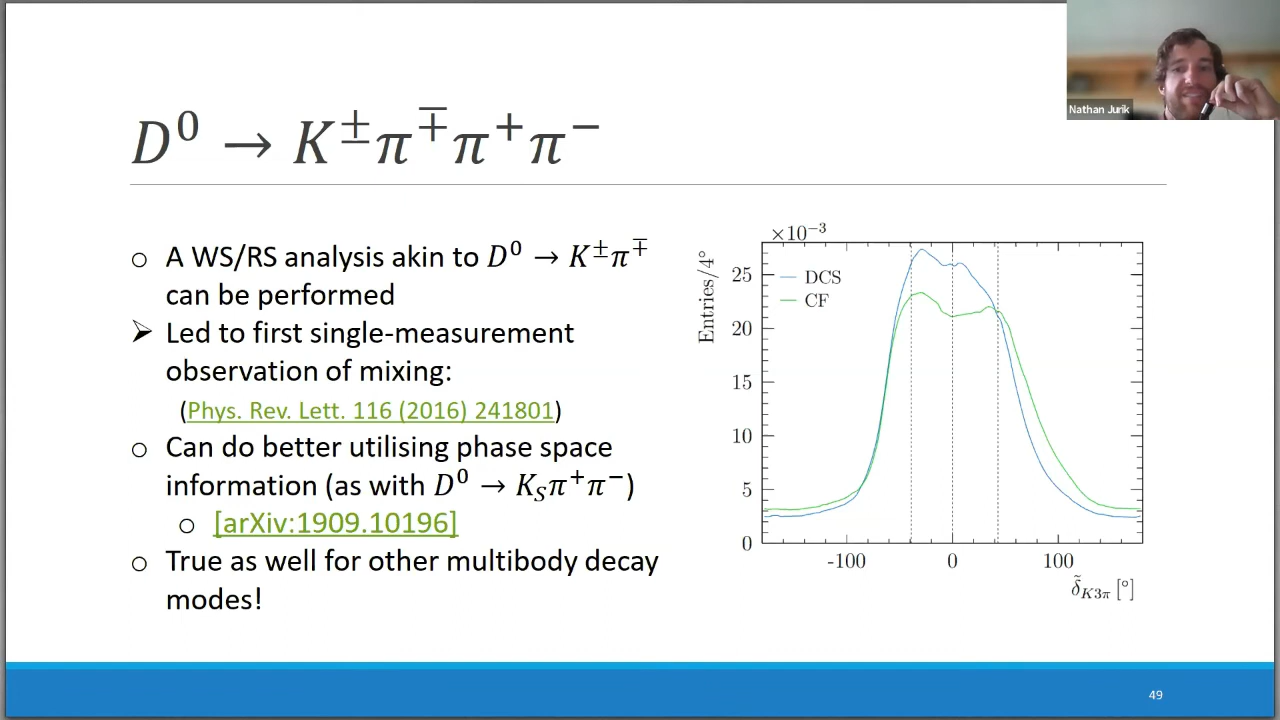 Nathan Jurik
D⁰ → K±π∓π⁺π⁻
○ A WS/RS analysis akin to D⁰ → K±π∓
can be performed
➢ Led to first single-measurement
observation of mixing:
(Phys. Rev. Lett. 116 (2016) 241801)
○ Can do better utilising phase space
information (as with D⁰ → K_Sπ⁺π⁻)
○ [arXiv:1909.10196]
○ True as well for other multibody decay
modes!
×10⁻³
Entries/4°
25
20
15
10
5
0
DCS
CF
-100
0
100
δ̃_K3π [°]
49